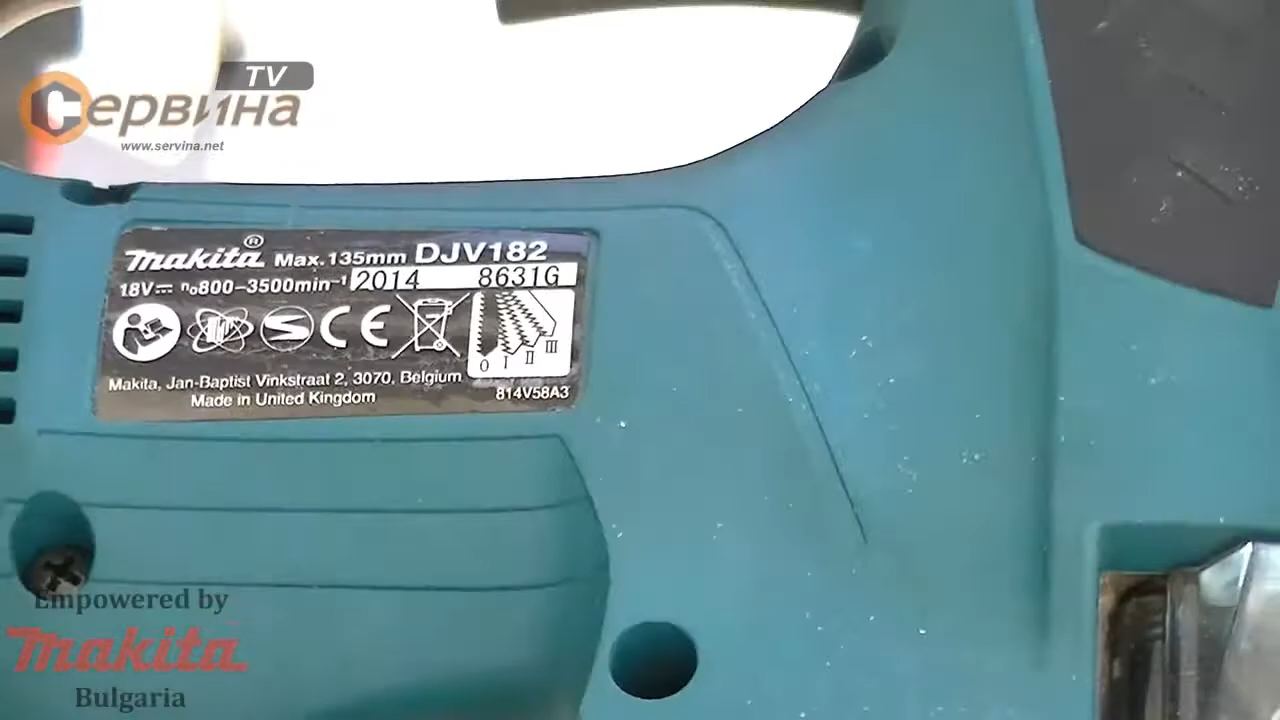 TV
Сервина
www.servina.net
Makita® Max.135mm DJV182
18V⎓ n₀800-3500min⁻¹ 2014 8631G
CE
0 I II III
Makita, Jan-Baptist Vinkstraat 2, 3070, Belgium
Made in United Kingdom 814V58A3
Empowered by
Makita
Bulgaria